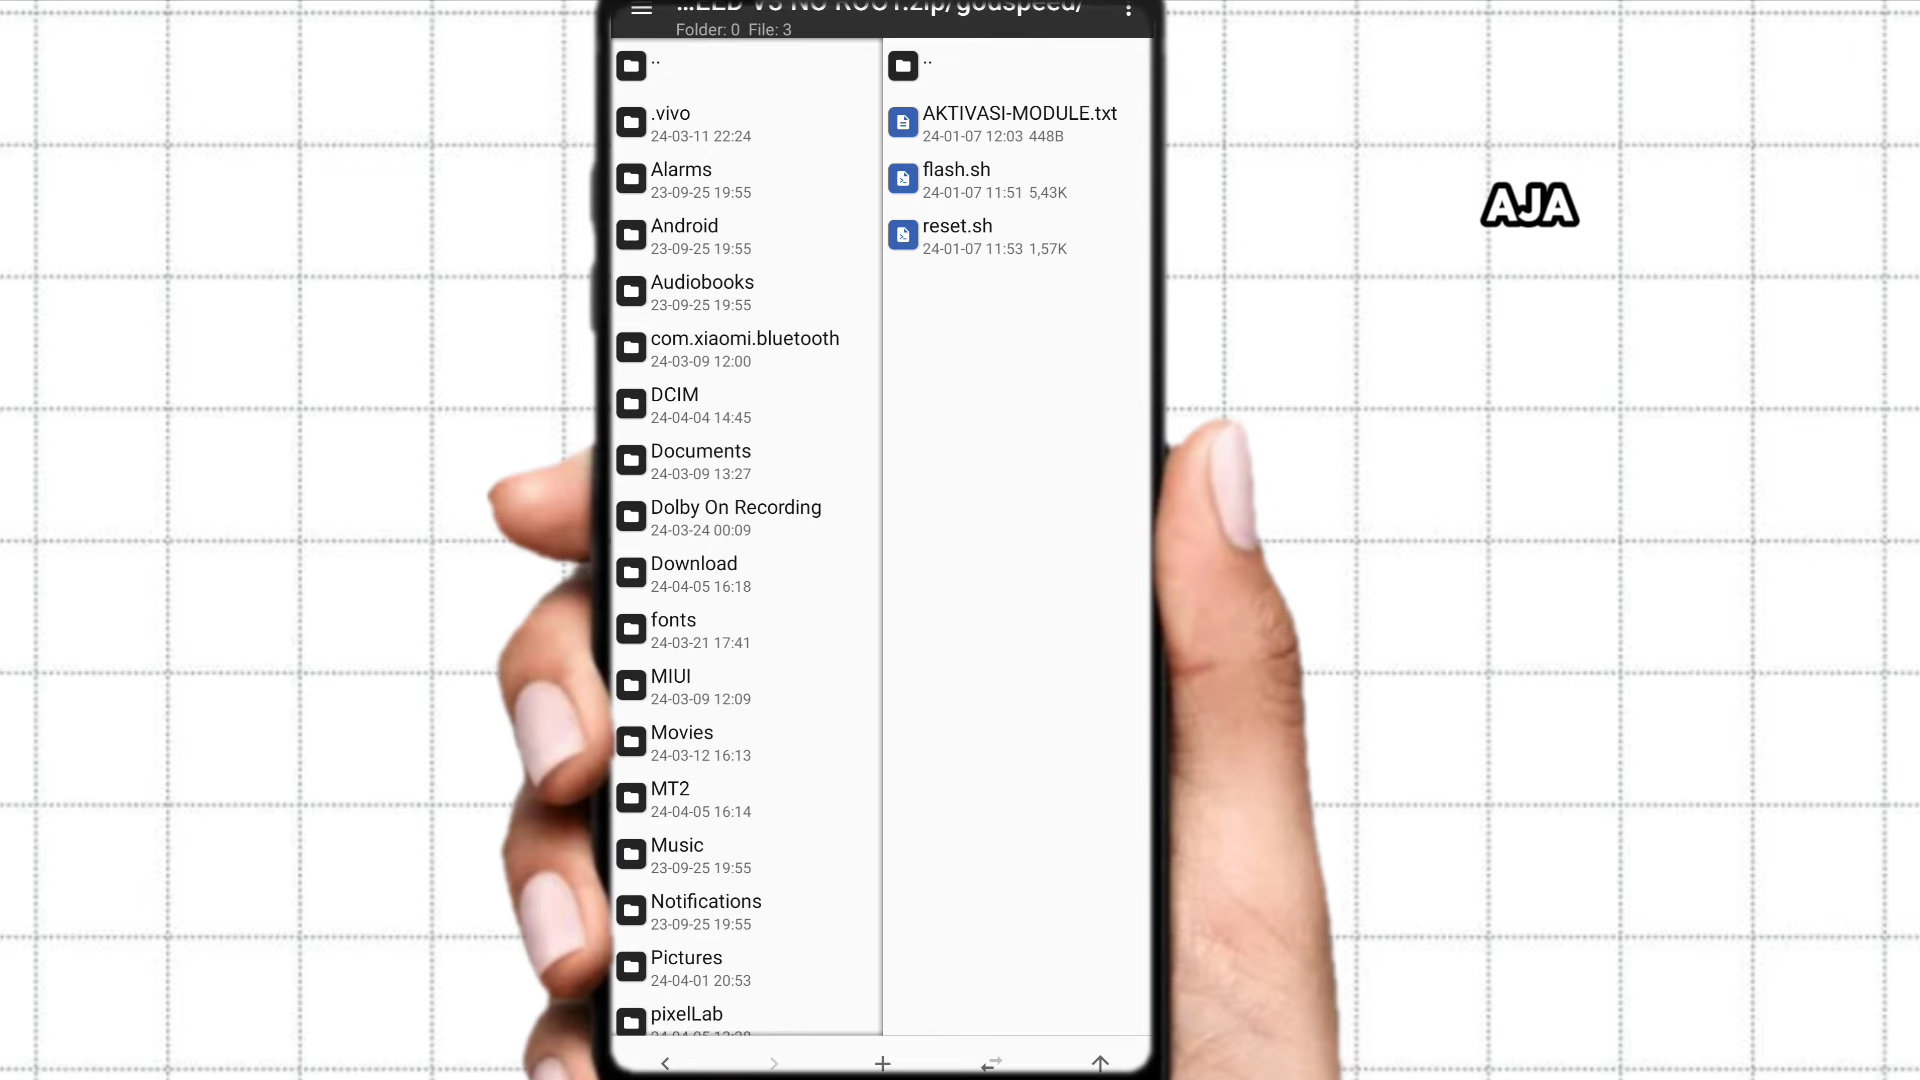 ...EED V3 NO ROOT.zip/godspeed/
Folder: 0 File: 3
..
.vivo
24-03-11 22:24
Alarms
23-09-25 19:55
Android
23-09-25 19:55
Audiobooks
23-09-25 19:55
com.xiaomi.bluetooth
24-03-09 12:00
DCIM
24-04-04 14:45
Documents
24-03-09 13:27
Dolby On Recording
24-03-24 00:09
Download
24-04-05 16:18
fonts
24-03-21 17:41
MIUI
24-03-09 12:09
Movies
24-03-12 16:13
MT2
24-04-05 16:14
Music
23-09-25 19:55
Notifications
23-09-25 19:55
Pictures
24-04-01 20:53
pixelLab
..
AKTIVASI-MODULE.txt
24-01-07 12:03 448B
flash.sh
24-01-07 11:51 5,43K
reset.sh
24-01-07 11:53 1,57K
AJA